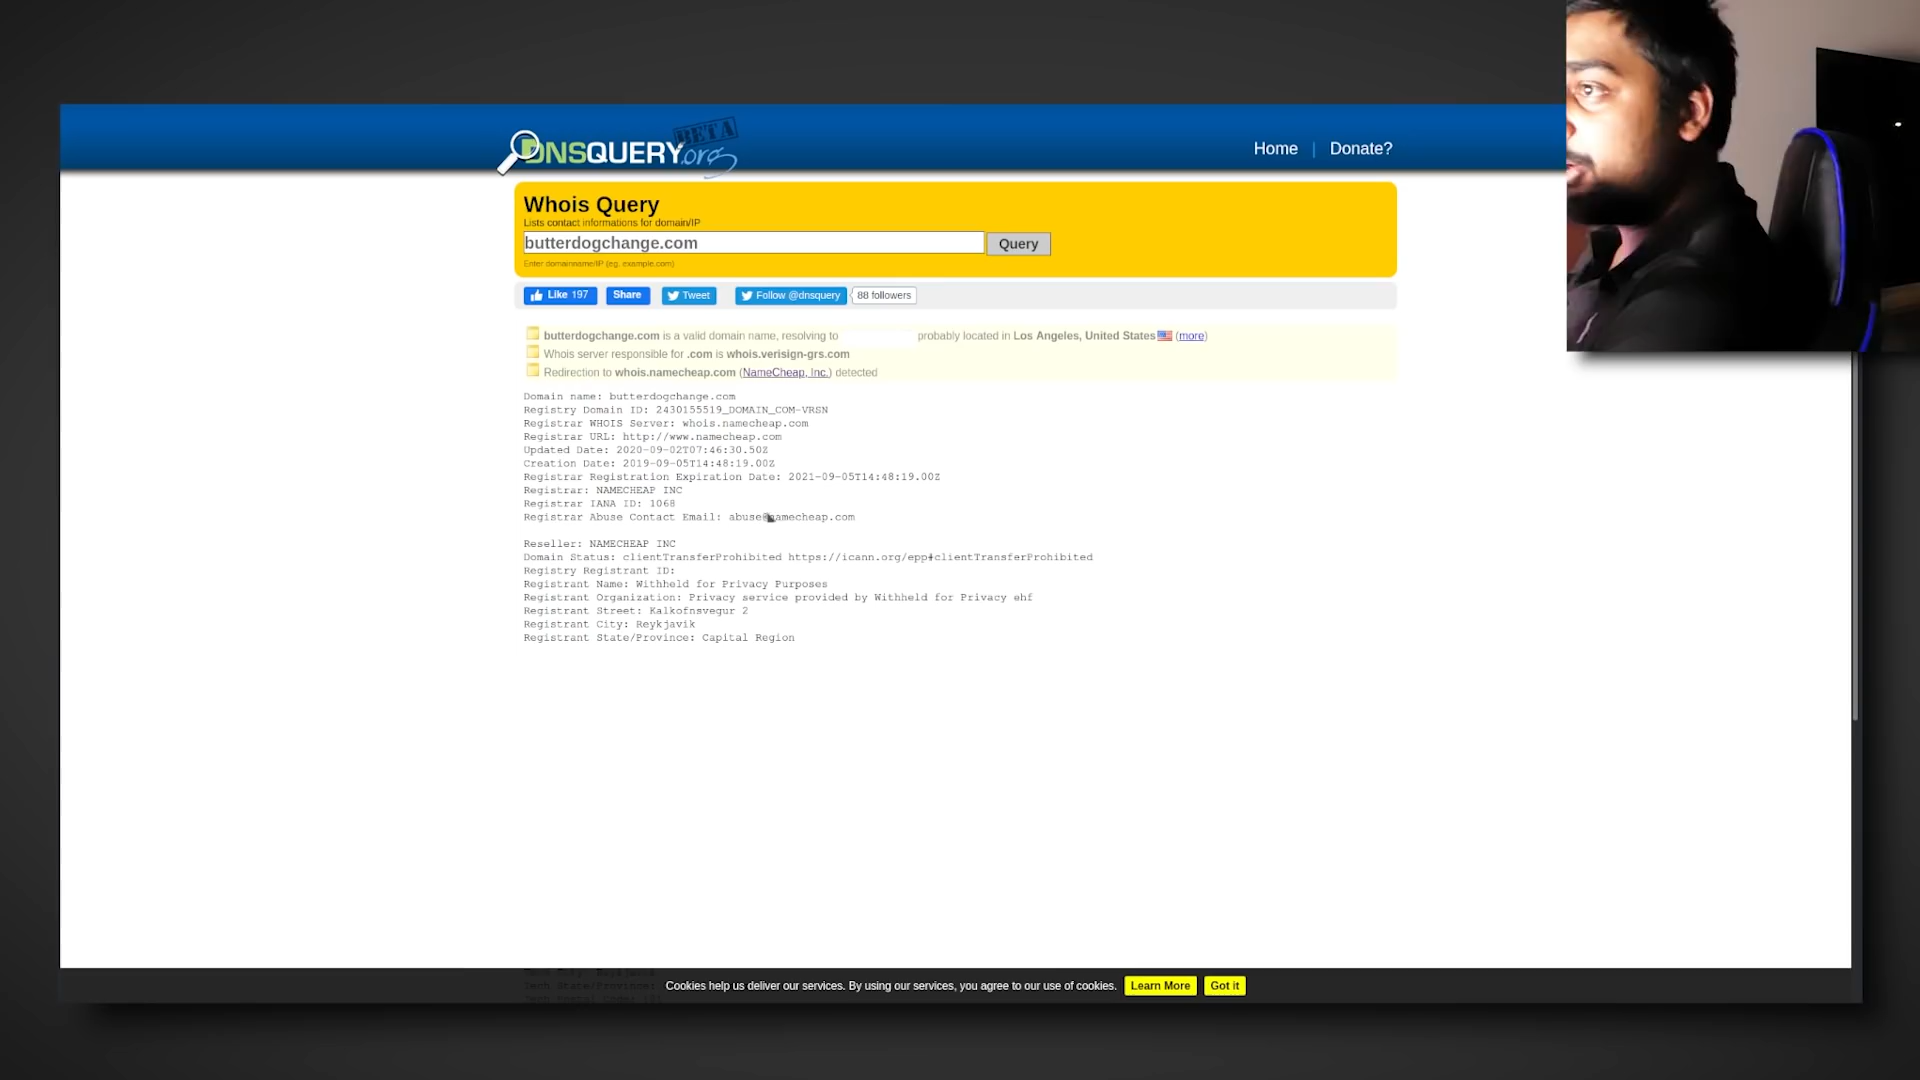 DNSQUERY.org BETA
Home | Donate?
Whois Query
Lists contact informations for domain/IP
butterdogchange.com Query
Enter domainname/IP (eg. example.com)
Like 197 Share Tweet Follow @dnsquery 88 followers
butterdogchange.com is a valid domain name, resolving to probably located in Los Angeles, United States (more)
Whois server responsible for .com is whois.verisign-grs.com
Redirection to whois.namecheap.com (NameCheap, Inc.) detected
Domain name: butterdogchange.com
Registry Domain ID: 2430155519_DOMAIN_COM-VRSN
Registrar WHOIS Server: whois.namecheap.com
Registrar URL: http://www.namecheap.com
Updated Date: 2020-09-02T07:46:30.50Z
Creation Date: 2019-09-05T14:48:19.00Z
Registrar Registration Expiration Date: 2021-09-05T14:48:19.00Z
Registrar: NAMECHEAP INC
Registrar IANA ID: 1068
Registrar Abuse Contact Email: abuse@namecheap.com
Reseller: NAMECHEAP INC
Domain Status: clientTransferProhibited https://icann.org/epp#clientTransferProhibited
Registry Registrant ID:
Registrant Name: Withheld for Privacy Purposes
Registrant Organization: Privacy service provided by Withheld for Privacy ehf
Registrant Street: Kalkofnsvegur 2
Registrant City: Reykjavik
Registrant State/Province: Capital Region
Cookies help us deliver our services. By using our services, you agree to our use of cookies. Learn More Got it